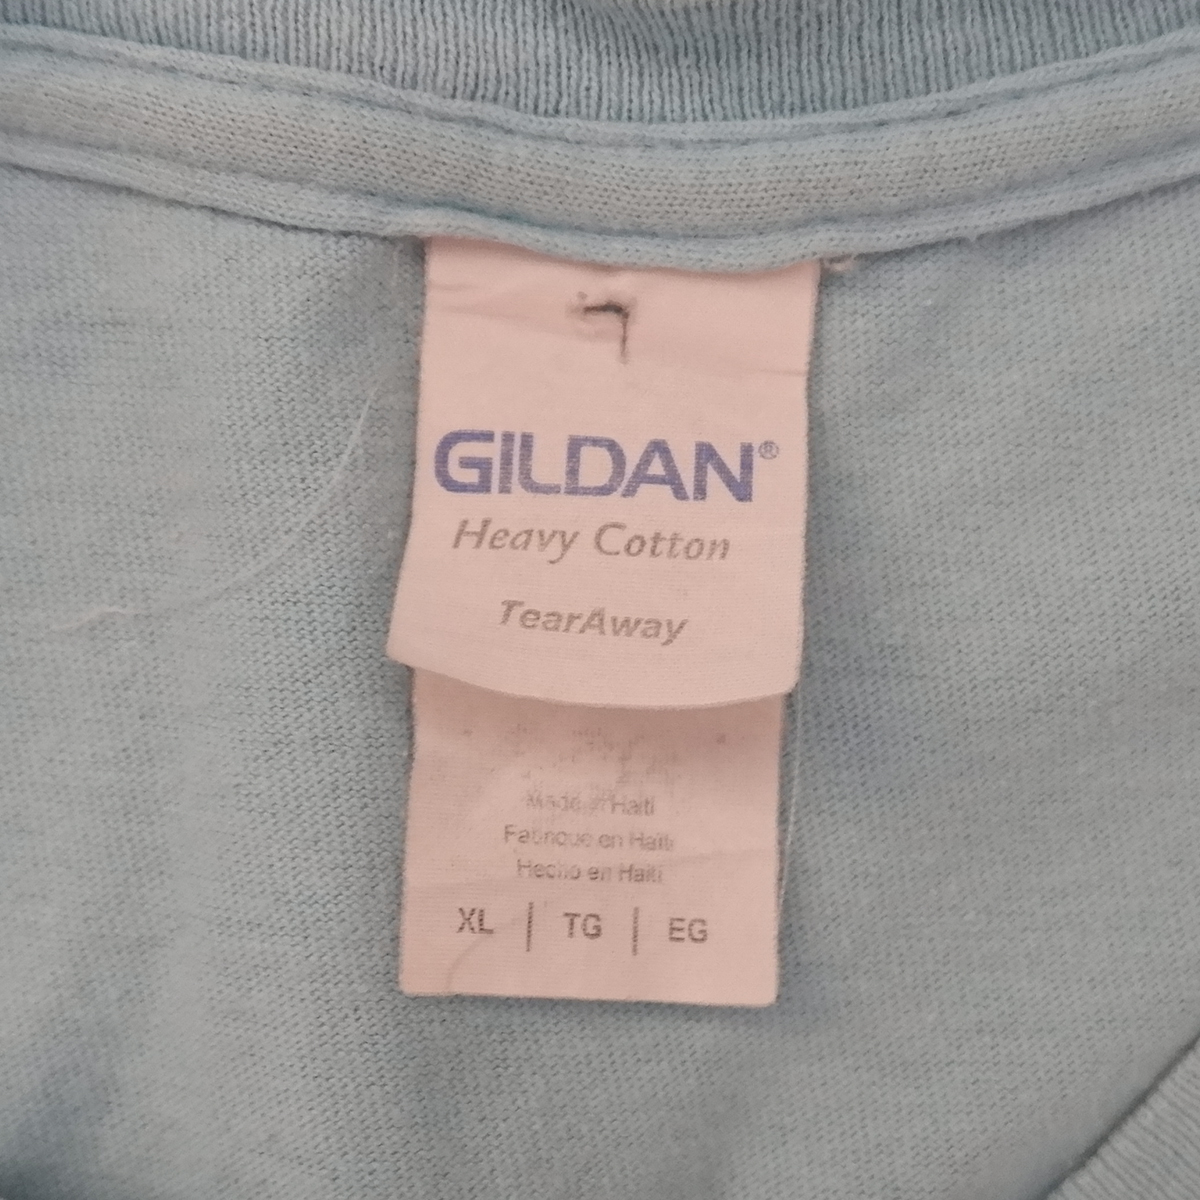 GILDAN®
Heavy Cotton
TearAway
Made in Haiti
Fabriqué en Haïti
Hecho en Haití
XL | TG | EG